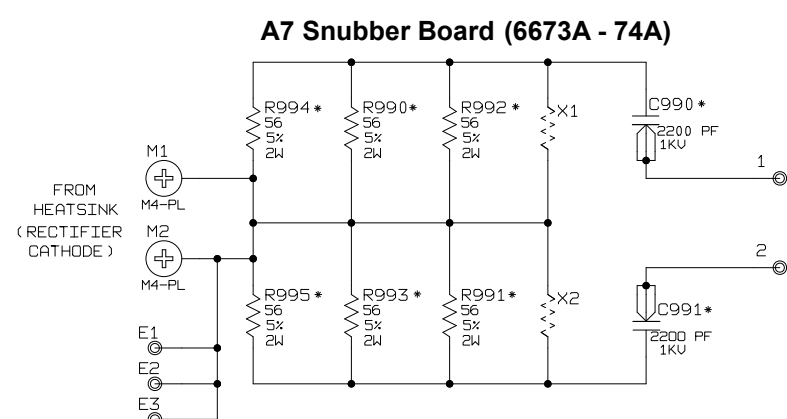 A7 Snubber Board (6673A - 74A)
R994*
56
5%
2W
R990*
56
5%
2W
R992*
56
5%
2W
X1
C990*
2200 PF
1KV
1
M1
M4-PL
FROM
HEATSINK
(RECTIFIER
CATHODE)
M2
M4-PL
2
R995*
56
5%
2W
R993*
56
5%
2W
R991*
56
5%
2W
X2
C991*
2200 PF
1KV
E1
E2
E3